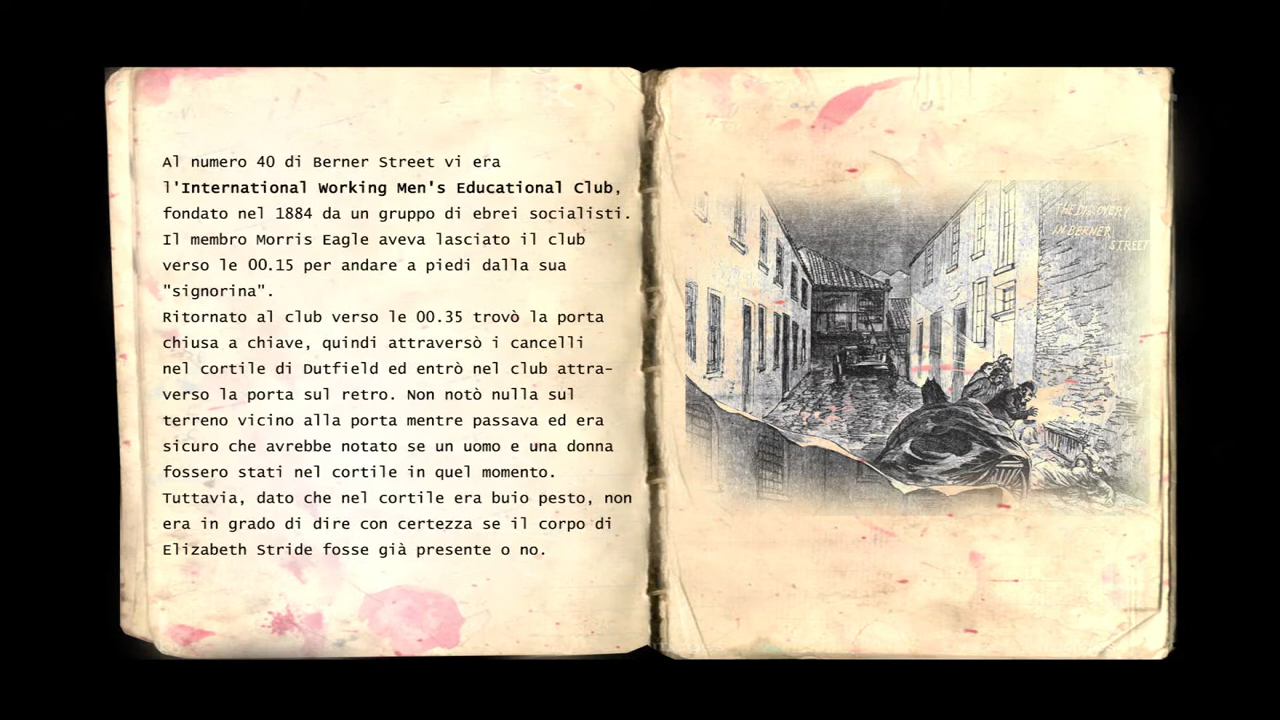 Al numero 40 di Berner Street vi era
l'International Working Men's Educational Club,
fondato nel 1884 da un gruppo di ebrei socialisti.
Il membro Morris Eagle aveva lasciato il club
verso le 00.15 per andare a piedi dalla sua
"signorina".
Ritornato al club verso le 00.35 trovò la porta
chiusa a chiave, quindi attraversò i cancelli
nel cortile di Dutfield ed entrò nel club attra-
verso la porta sul retro. Non notò nulla sul
terreno vicino alla porta mentre passava ed era
sicuro che avrebbe notato se un uomo e una donna
fossero stati nel cortile in quel momento.
Tuttavia, dato che nel cortile era buio pesto, non
era in grado di dire con certezza se il corpo di
Elizabeth Stride fosse già presente o no.
THE DISCOVERY
IN BERNER
STREET